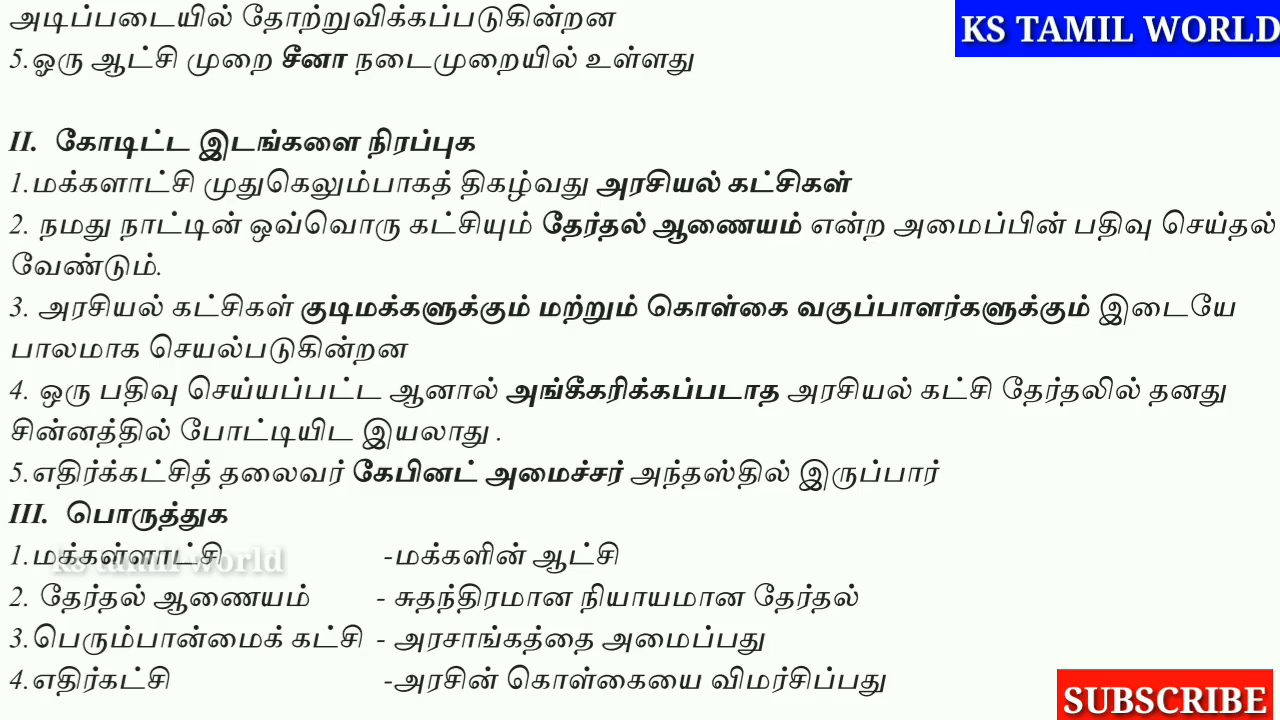 அடிப்படையில் தோற்றுவிக்கப்படுகின்றன
KS TAMIL WORLD
5.ஓரு ஆட்சி முறை சீனா நடைமுறையில் உள்ளது
II. கோடிட்ட இடங்களை நிரப்புக
1.மக்களாட்சி முதுகெலும்பாகத் திகழ்வது அரசியல் கட்சிகள்
2. நமது நாட்டின் ஒவ்வொரு கட்சியும் தேர்தல் ஆணையம் என்ற அமைப்பின் பதிவு செய்தல்
வேண்டும்.
3. அரசியல் கட்சிகள் குடிமக்களுக்கும் மற்றும் கொள்கை வகுப்பாளர்களுக்கும் இடையே
பாலமாக செயல்படுகின்றன
4. ஒரு பதிவு செய்யப்பட்ட ஆனால் அங்கீகரிக்கப்படாத அரசியல் கட்சி தேர்தலில் தனது
சின்னத்தில் போட்டியிட இயலாது .
5.எதிர்க்கட்சித் தலைவர் கேபினட் அமைச்சர் அந்தஸ்தில் இருப்பார்
III. பொருத்துக
1.மக்கள்ளாட்சி -மக்களின் ஆட்சி
ks tamil world
2. தேர்தல் ஆணையம் - சுதந்திரமான நியாயமான தேர்தல்
3.பெரும்பான்மைக் கட்சி - அரசாங்கத்தை அமைப்பது
4.எதிர்கட்சி -அரசின் கொள்கையை விமர்சிப்பது
SUBSCRIBE